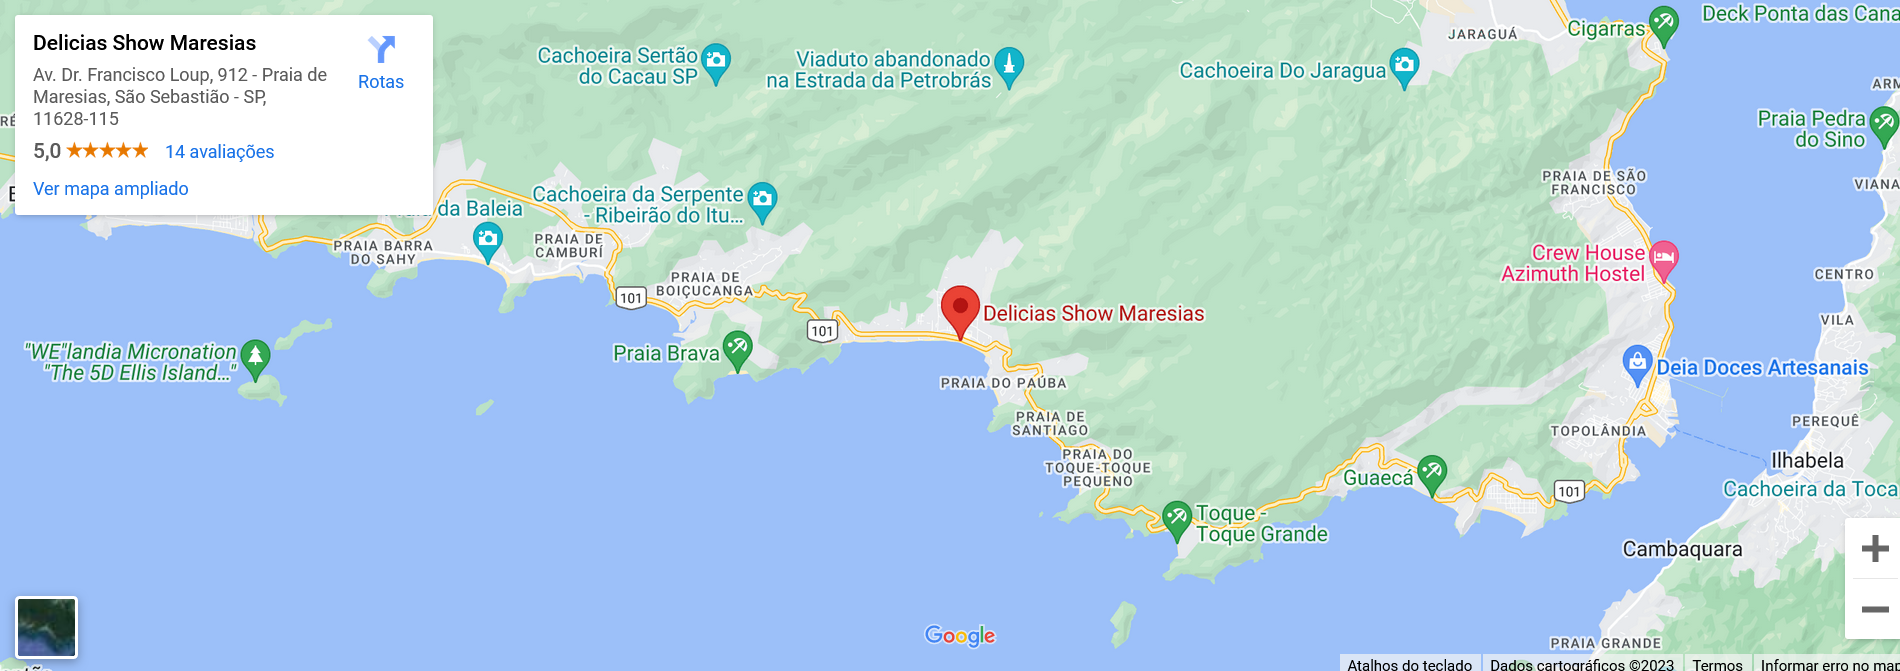 Delicias Show Maresias
Av. Dr. Francisco Loup, 912 - Praia de
Maresias, São Sebastião - SP,
11628-115
5,0
14 avaliações
Ver mapa ampliado
Rotas
Cachoeira Sertão
do Cacau SP
Viaduto abandonado
na Estrada da Petrobrás
Cachoeira Do Jaragua
JARAGUÁ
Cigarras
Deck Ponta das Cana
ARM
Praia Pedra
do Sino
VIANA
PRAIA DE SÃO
FRANCISCO
da Baleia
Cachoeira da Serpente
- Ribeirão do Itu...
PRAIA BARRA
DO SAHY
PRAIA DE
CAMBURÍ
PRAIA DE
BOIÇUCANGA
101
101
Delicias Show Maresias
Crew House
Azimuth Hostel
CENTRO
VILA
"WE"landia Micronation
"The 5D Ellis Island..."
Praia Brava
PRAIA DO PAÚBA
Deia Doces Artesanais
PRAIA DE
SANTIAGO
TOPOLÂNDIA
PEREQUÊ
PRAIA DO
TOQUE-TOQUE
PEQUENO
Guaecá
101
Ilhabela
Cachoeira da Toca
Toque -
Toque Grande
Cambaquara
Google
PRAIA GRANDE
Atalhos do teclado
Dados cartográficos ©2023
Termos
Informar erro no map